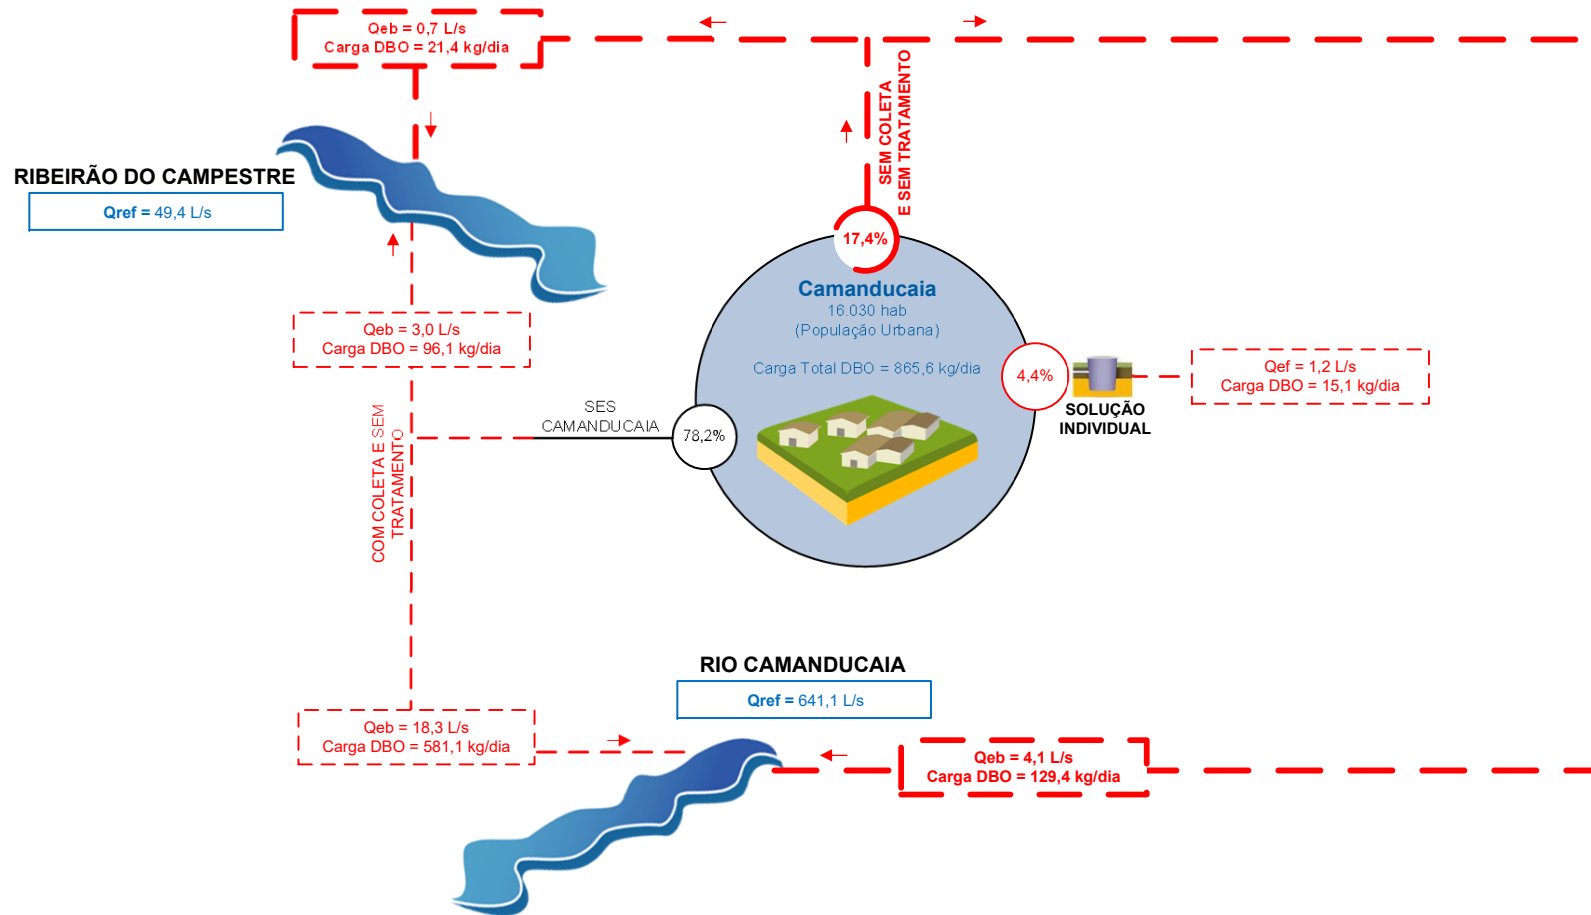 Qeb = 0,7 L/s
Carga DBO = 21,4 kg/dia
SEM COLETA
E SEM TRATAMENTO
RIBEIRÃO DO CAMPESTRE
Qref = 49,4 L/s
17,4%
Camanducaia
16.030 hab
(População Urbana)
Carga Total DBO = 865,6 kg/dia
Qeb = 3,0 L/s
Carga DBO = 96,1 kg/dia
4,4%
SOLUÇÃO
INDIVIDUAL
Qef = 1,2 L/s
Carga DBO = 15,1 kg/dia
SES
CAMANDUCAIA
78,2%
COM COLETA E SEM
TRATAMENTO
RIO CAMANDUCAIA
Qref = 641,1 L/s
Qeb = 18,3 L/s
Carga DBO = 581,1 kg/dia
Qeb = 4,1 L/s
Carga DBO = 129,4 kg/dia